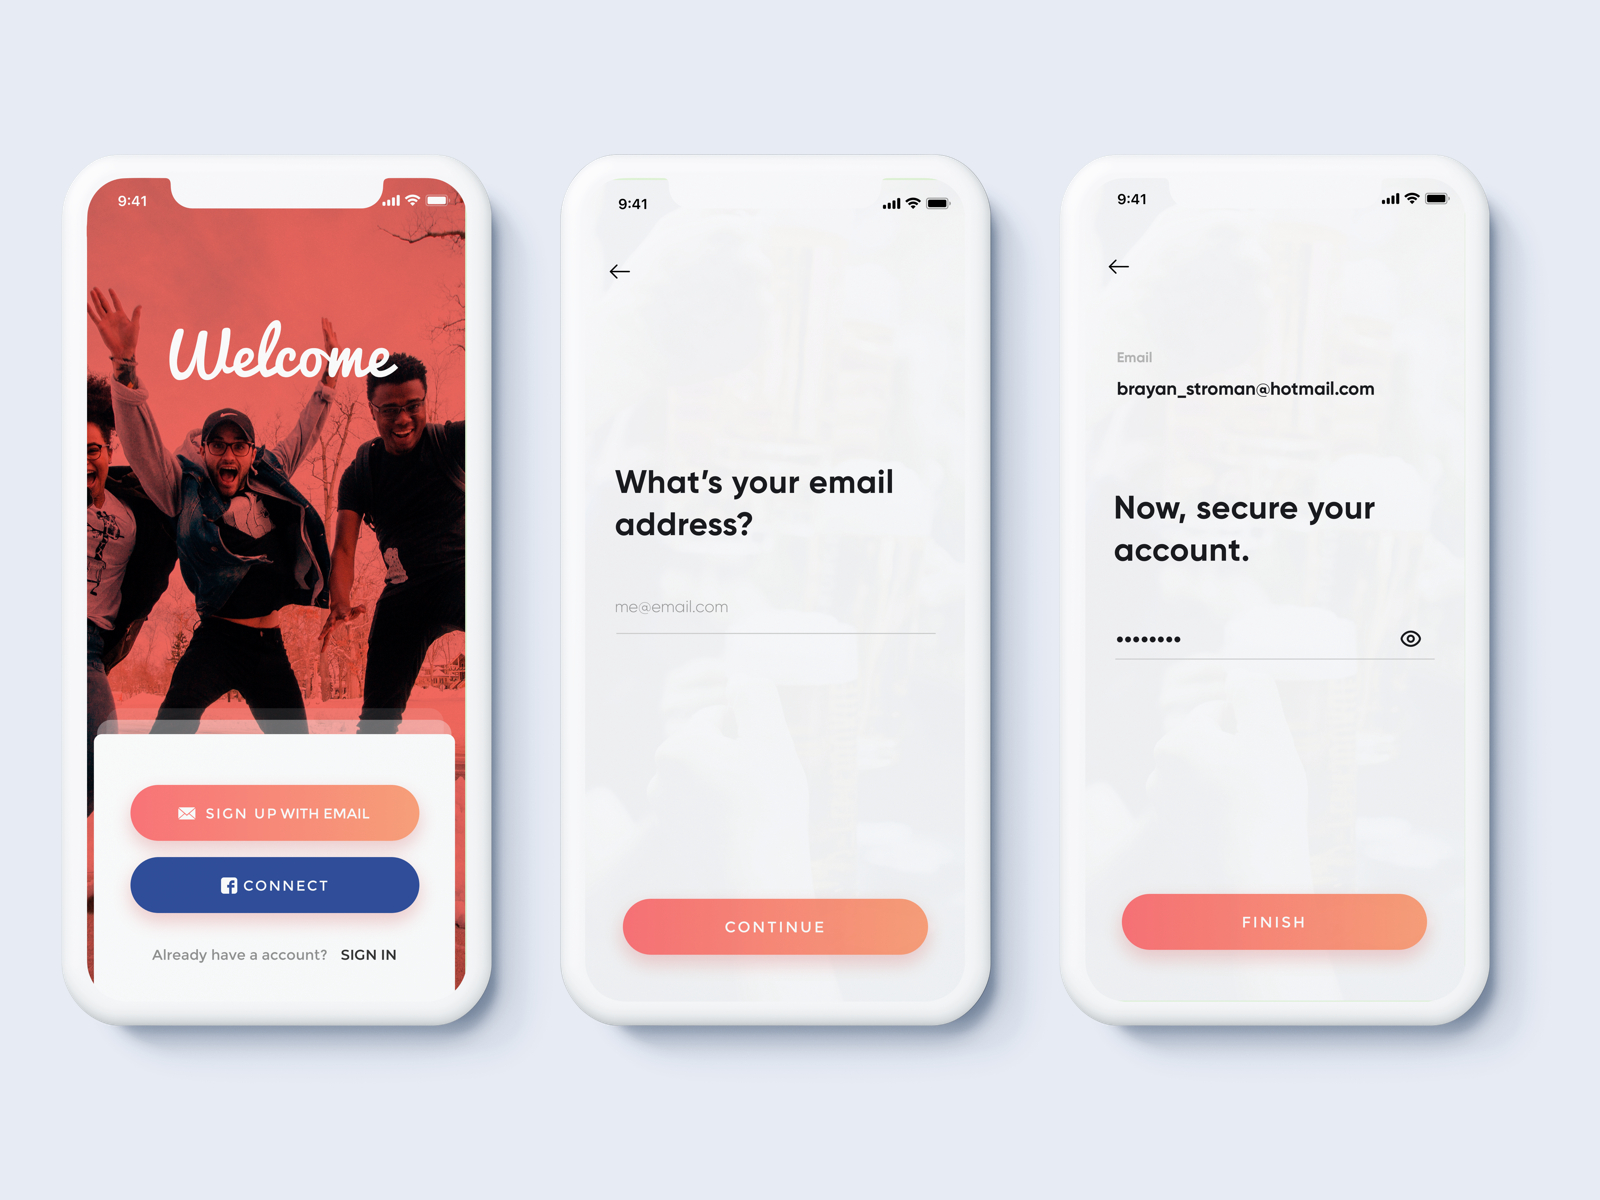 9:41
Welcome
SIGN UP WITH EMAIL
CONNECT
Already have a account? SIGN IN
9:41
What's your email
address?
me@email.com
CONTINUE
9:41
Email
brayan_stroman@hotmail.com
Now, secure your
account.
••••••••
FINISH